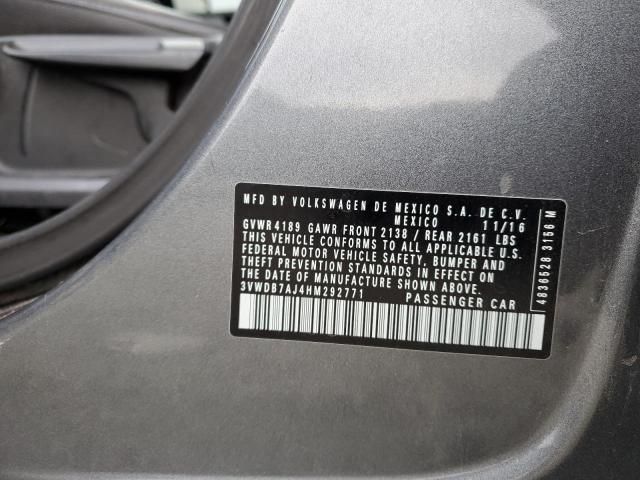 MFD BY VOLKSWAGEN DE MEXICO S.A. DE C.V.
MEXICO 11/16
GVWR 4189 GAWR FRONT 2138 / REAR 2161 LBS
THIS VEHICLE CONFORMS TO ALL APPLICABLE U.S.
FEDERAL MOTOR VEHICLE SAFETY, BUMPER AND
THEFT PREVENTION STANDARDS IN EFFECT ON
THE DATE OF MANUFACTURE SHOWN ABOVE.
3VWDB7AJ4HM292771 PASSENGER CAR
4836528 3156 M